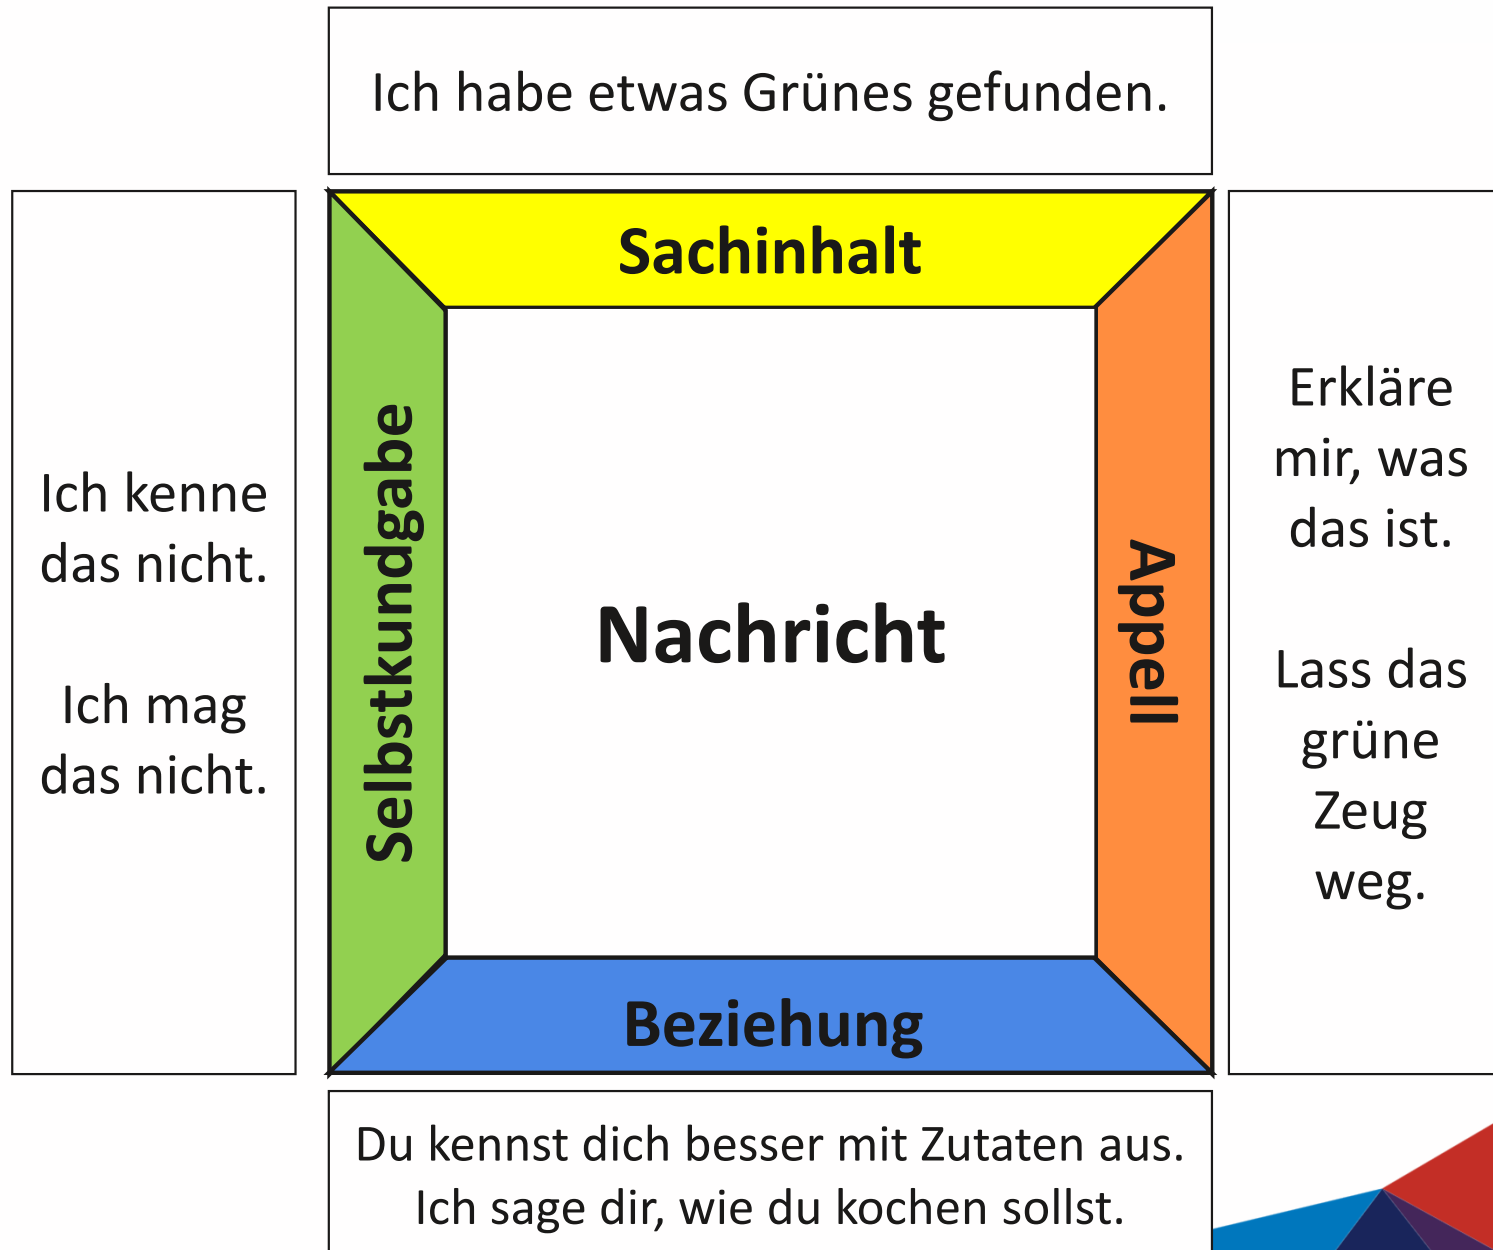 Ich habe etwas Grünes gefunden.
Sachinhalt
Ich kenne
das nicht.
Ich mag
das nicht.
Selbstkundgabe
Nachricht
Appell
Erkläre
mir, was
das ist.
Lass das
grüne
Zeug
weg.
Beziehung
Du kennst dich besser mit Zutaten aus.
Ich sage dir, wie du kochen sollst.